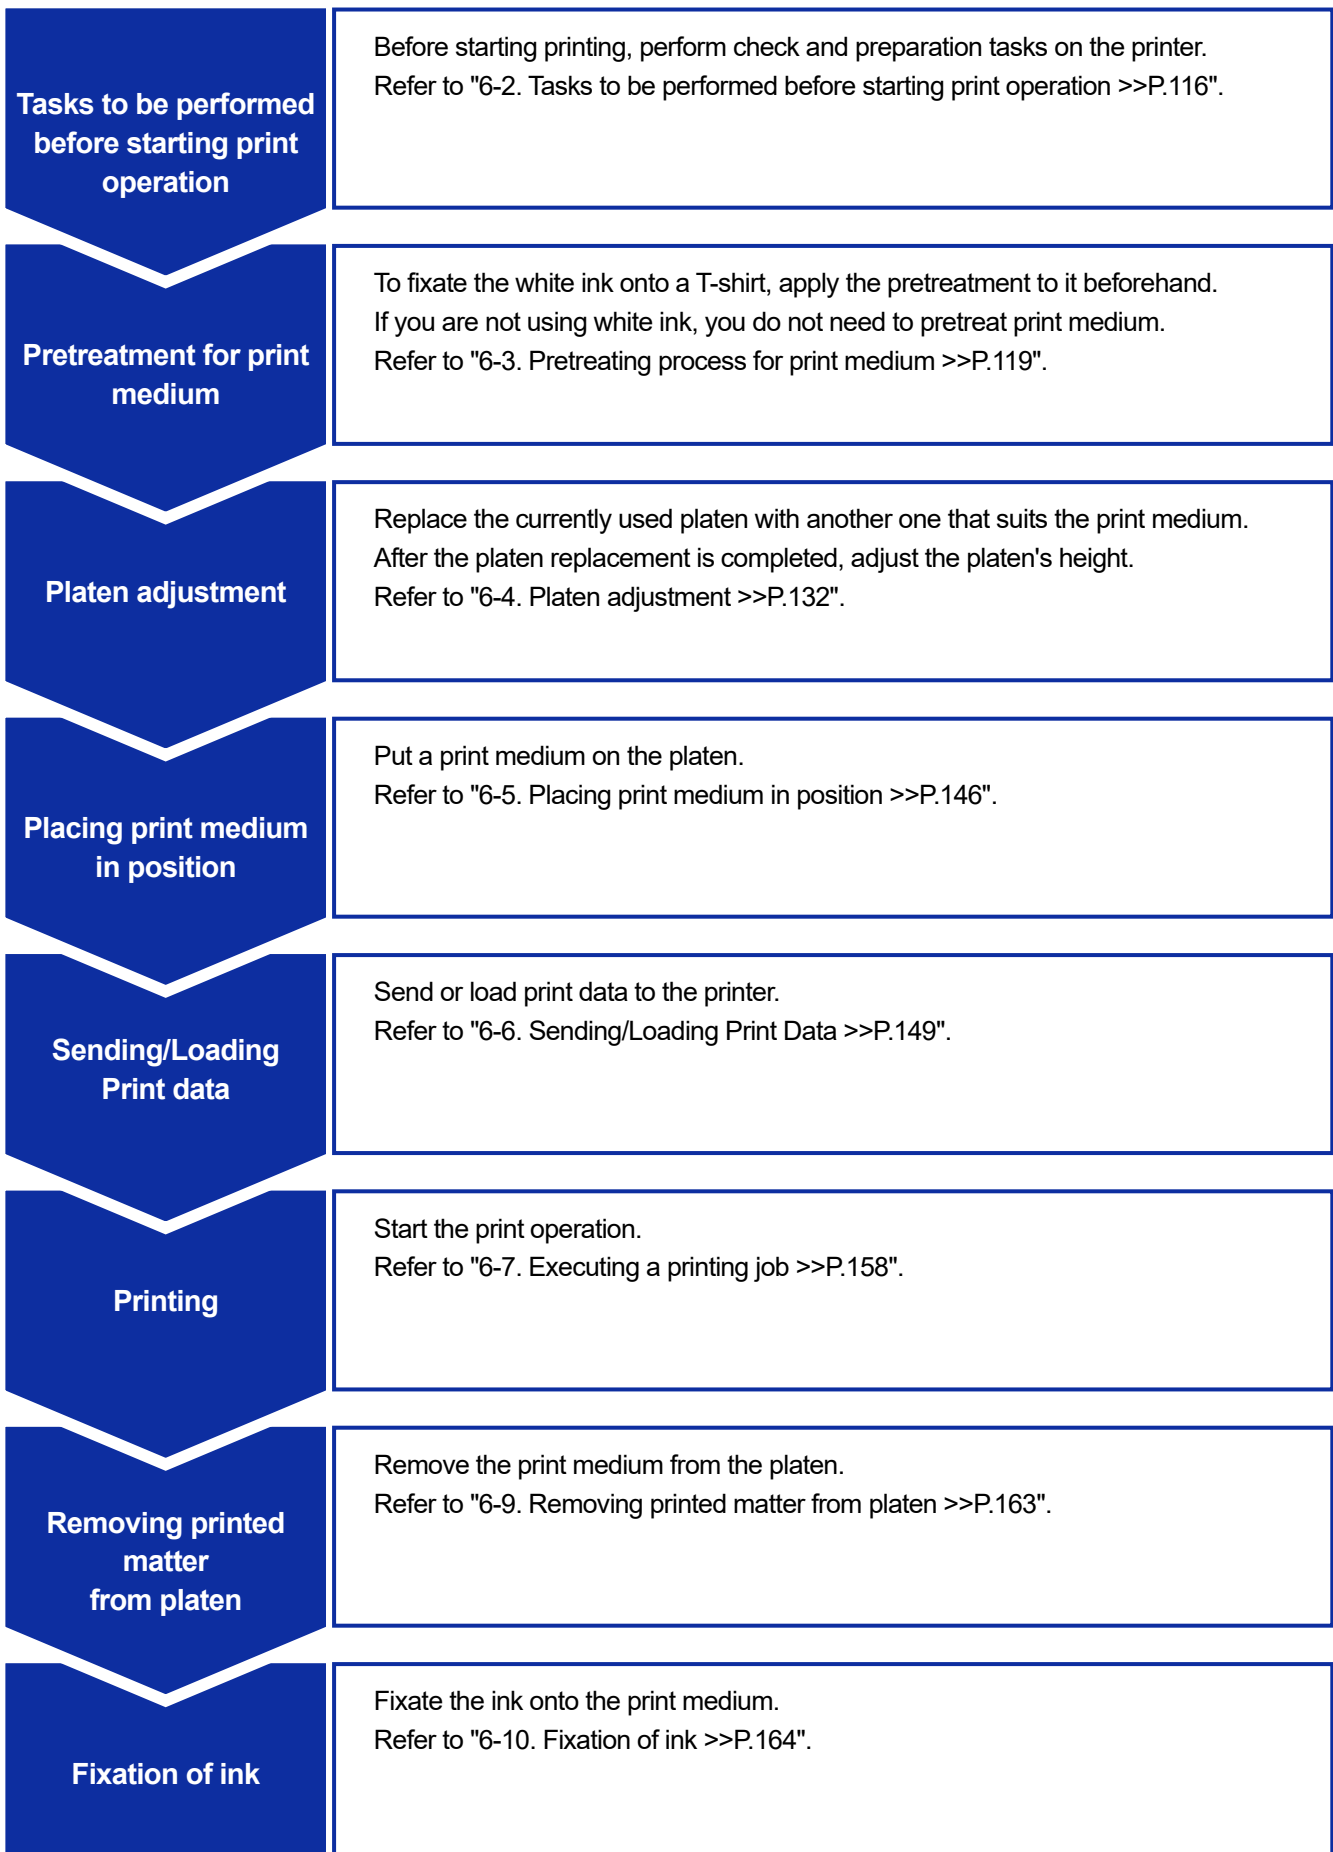 Tasks to be performed
before starting print
operation
Before starting printing, perform check and preparation tasks on the printer.
Refer to "6-2. Tasks to be performed before starting print operation >>P.116".
Pretreatment for print
medium
To fixate the white ink onto a T-shirt, apply the pretreatment to it beforehand.
If you are not using white ink, you do not need to pretreat print medium.
Refer to "6-3. Pretreating process for print medium >>P.119".
Platen adjustment
Replace the currently used platen with another one that suits the print medium.
After the platen replacement is completed, adjust the platen's height.
Refer to "6-4. Platen adjustment >>P.132".
Placing print medium
in position
Put a print medium on the platen.
Refer to "6-5. Placing print medium in position >>P.146".
Sending/Loading
Print data
Send or load print data to the printer.
Refer to "6-6. Sending/Loading Print Data >>P.149".
Printing
Start the print operation.
Refer to "6-7. Executing a printing job >>P.158".
Removing printed
matter
from platen
Remove the print medium from the platen.
Refer to "6-9. Removing printed matter from platen >>P.163".
Fixation of ink
Fixate the ink onto the print medium.
Refer to "6-10. Fixation of ink >>P.164".